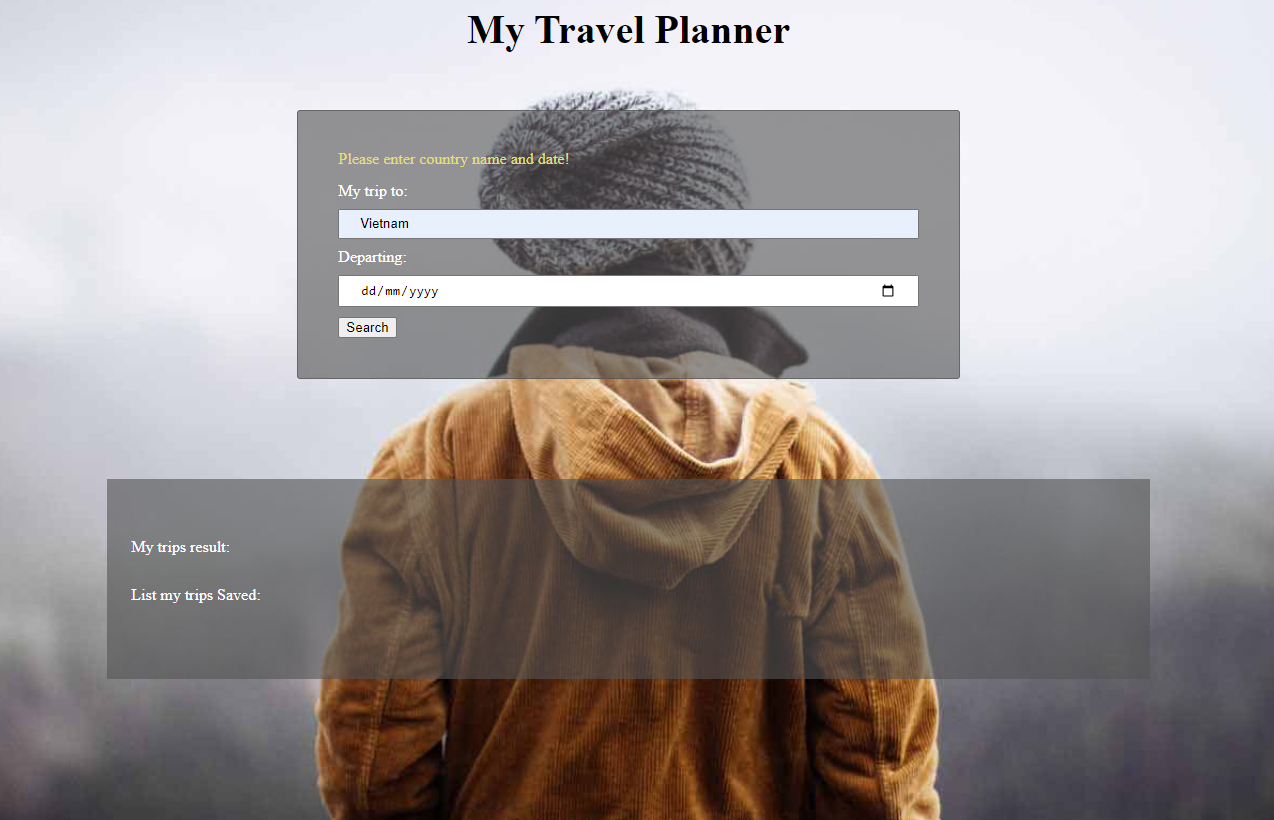 My Travel Planner
Please enter country name and date!
My trip to:
Vietnam
Departing:
dd/mm/yyyy
Search
My trips result:
List my trips Saved: